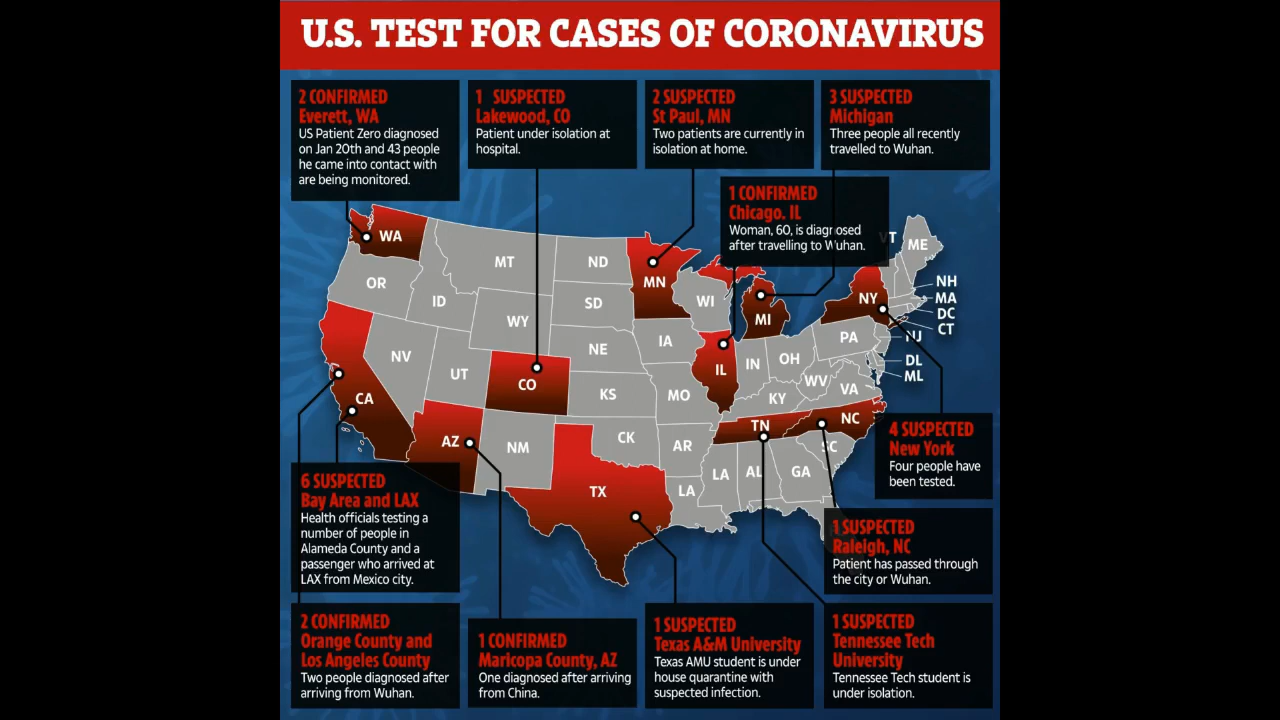 U.S. TEST FOR CASES OF CORONAVIRUS
2 CONFIRMED
Everett, WA
US Patient Zero diagnosed
on Jan 20th and 43 people
he came into contact with
are being monitored.
1 SUSPECTED
Lakewood, CO
Patient under isolation at
hospital.
2 SUSPECTED
St Paul, MN
Two patients are currently in
isolation at home.
3 SUSPECTED
Michigan
Three people all recently
travelled to Wuhan.
1 CONFIRMED
Chicago. IL
Woman, 60, is diagnosed
after travelling to Wuhan.
WA
MT
ND
MN
VT
ME
OR
ID
SD
WI
NY
NH
MA
DC
CT
WY
MI
NV
UT
CO
NE
IA
IL
IN
OH
PA
NJ
DL
ML
WV
VA
KY
KS
MO
CA
AZ
NM
CK
AR
TN
NC
SC
TX
LA
LA
AL
GA
4 SUSPECTED
New York
Four people have
been tested.
6 SUSPECTED
Bay Area and LAX
Health officials testing a
number of people in
Alameda County and a
passenger who arrived at
LAX from Mexico city.
1 SUSPECTED
Raleigh, NC
Patient has passed through
the city or Wuhan.
2 CONFIRMED
Orange County and
Los Angeles County
Two people diagnosed after
arriving from Wuhan.
1 CONFIRMED
Maricopa County, AZ
One diagnosed after arriving
from China.
1 SUSPECTED
Texas A&M University
Texas AMU student is under
house quarantine with
suspected infection.
1 SUSPECTED
Tennessee Tech
University
Tennessee Tech student is
under isolation.